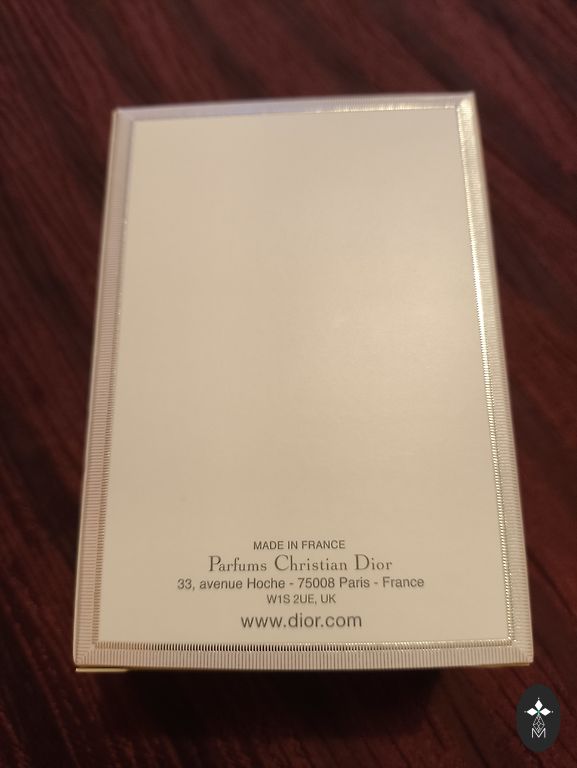 MADE IN FRANCE
Parfums Christian Dior
33, avenue Hoche - 75008 Paris - France
W1S 2UE, UK
www.dior.com
M